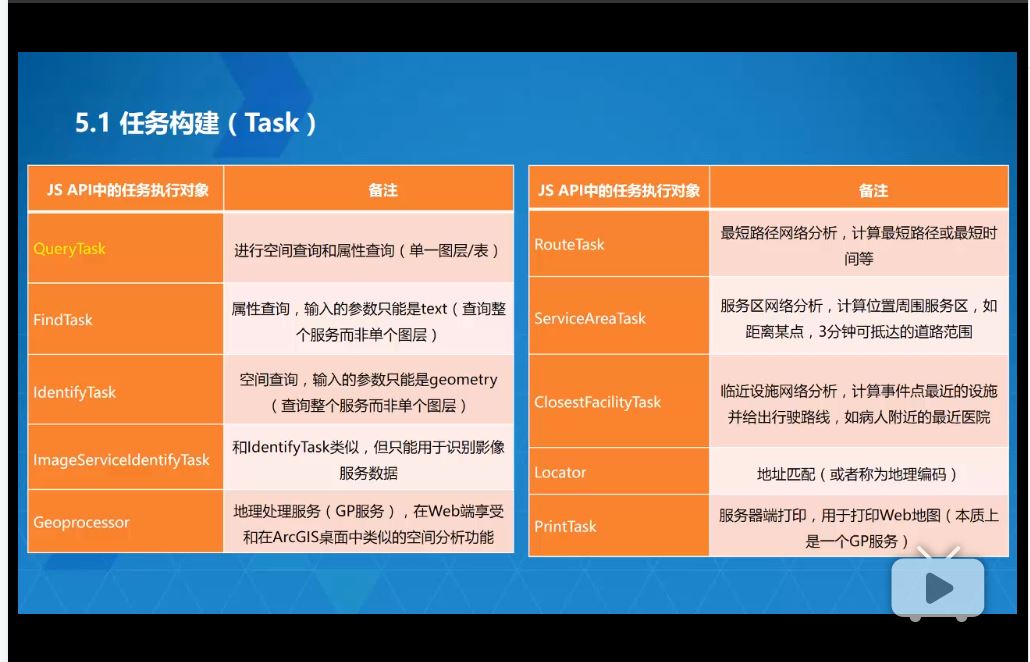 5.1 任务构建（Task）
JS API中的任务执行对象
备注
QueryTask
进行空间查询和属性查询（单一图层/表）
FindTask
属性查询，输入的参数只能是text（查询整
个服务而非单个图层）
IdentifyTask
空间查询，输入的参数只能是geometry
（查询整个服务而非单个图层）
ImageServiceIdentifyTask
和IdentifyTask类似，但只能用于识别影像
服务数据
Geoprocessor
地理处理服务（GP服务），在Web端享受
和在ArcGIS桌面中类似的空间分析功能
JS API中的任务执行对象
备注
RouteTask
最短路径网络分析，计算最短路径或最短时
间等
ServiceAreaTask
服务区网络分析，计算位置周围服务区，如
距离某点，3分钟可抵达的道路范围
ClosestFacilityTask
临近设施网络分析，计算事件点最近的设施
并给出行驶路线，如病人附近的最近医院
Locator
地址匹配（或者称为地理编码）
PrintTask
服务器端打印，用于打印Web地图（本质上
是一个GP服务）